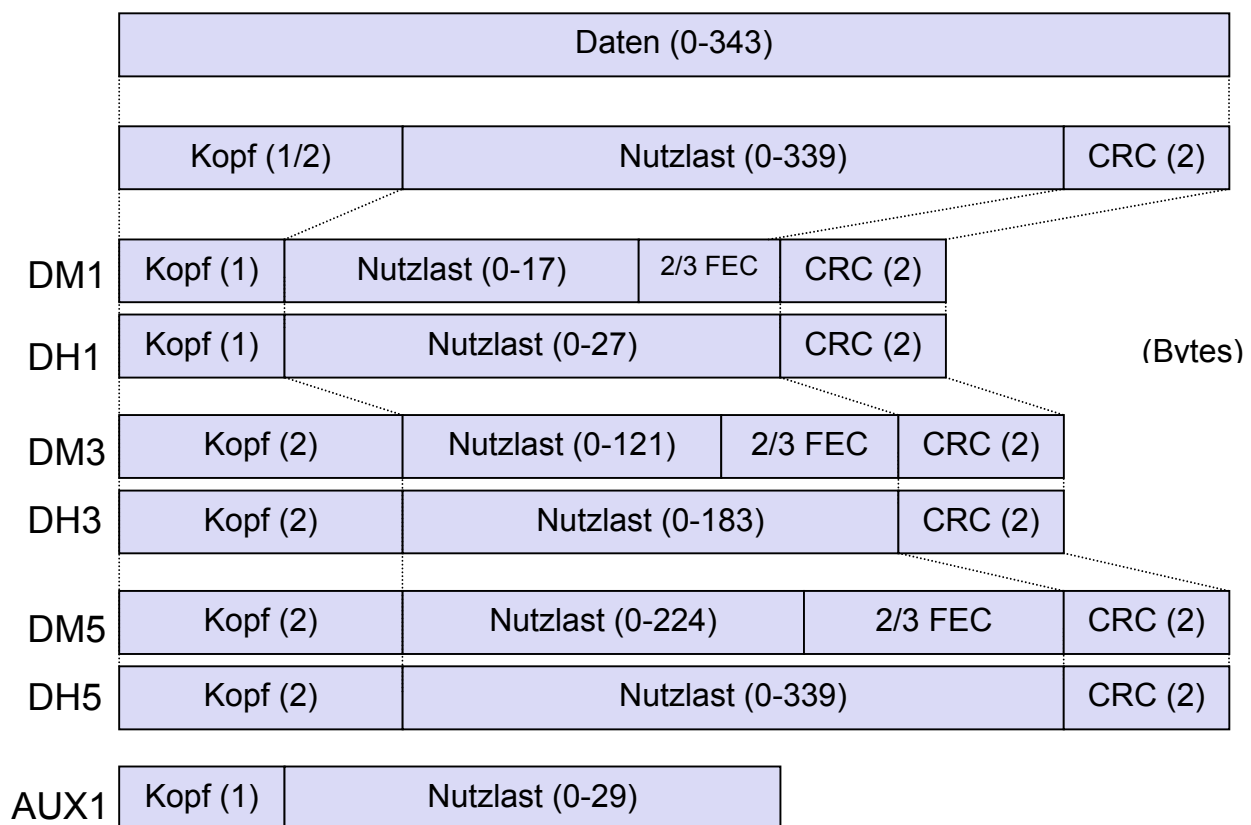 Daten (0-343)
Kopf (1/2) Nutzlast (0-339) CRC (2)
DM1 Kopf (1) Nutzlast (0-17) 2/3 FEC CRC (2)
DH1 Kopf (1) Nutzlast (0-27) CRC (2) (Bytes)
DM3 Kopf (2) Nutzlast (0-121) 2/3 FEC CRC (2)
DH3 Kopf (2) Nutzlast (0-183) CRC (2)
DM5 Kopf (2) Nutzlast (0-224) 2/3 FEC CRC (2)
DH5 Kopf (2) Nutzlast (0-339) CRC (2)
AUX1 Kopf (1) Nutzlast (0-29)